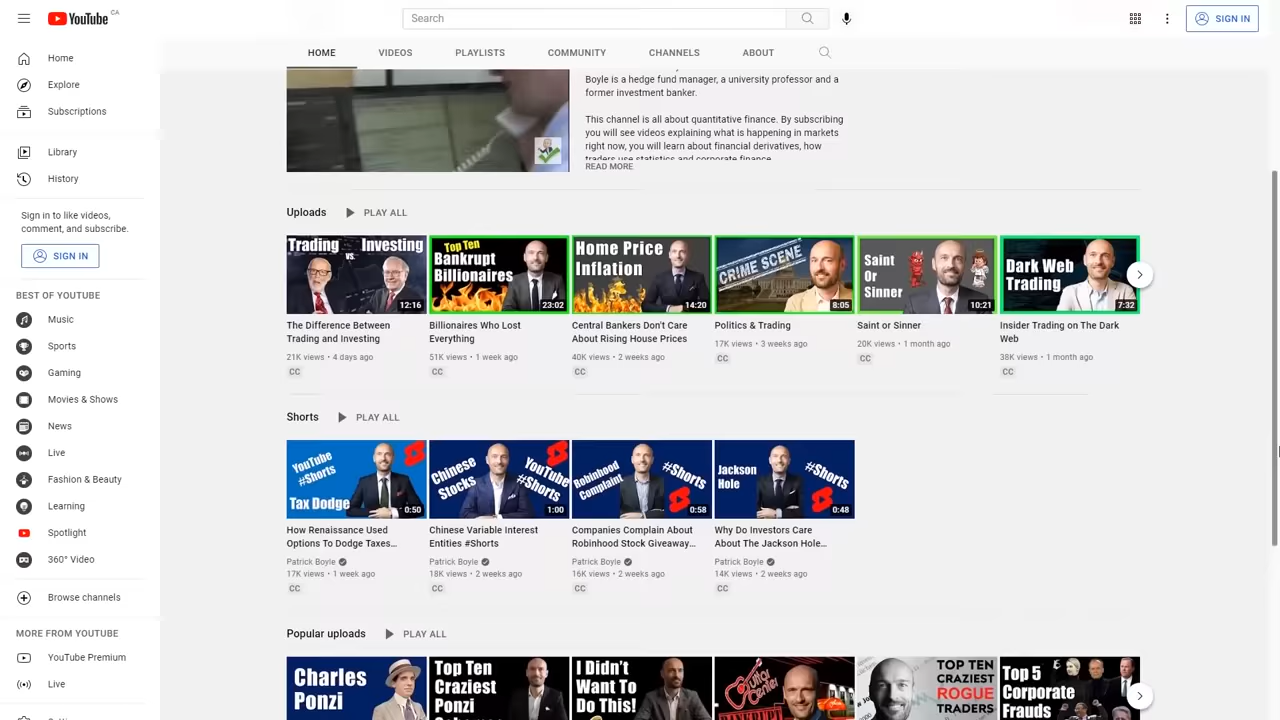 YouTube CA
Search
SIGN IN
Home
Explore
Subscriptions
Library
History
Sign in to like videos,
comment, and subscribe.
SIGN IN
BEST OF YOUTUBE
Music
Sports
Gaming
Movies & Shows
News
Live
Fashion & Beauty
Learning
Spotlight
360° Video
Browse channels
MORE FROM YOUTUBE
YouTube Premium
Live
HOME VIDEOS PLAYLISTS COMMUNITY CHANNELS ABOUT
Boyle is a hedge fund manager, a university professor and a
former investment banker.
This channel is all about quantitative finance. By subscribing
you will see videos explaining what is happening in markets
right now, you will learn about financial derivatives, how
traders use statistics and corporate finance.
READ MORE
Uploads PLAY ALL
Trading VS. Investing
12:16
The Difference Between
Trading and Investing
21K views • 4 days ago
CC
Top Ten
Bankrupt
Billionaires
23:02
Billionaires Who Lost
Everything
51K views • 1 week ago
CC
Home Price
Inflation
14:20
Central Bankers Don't Care
About Rising House Prices
40K views • 2 weeks ago
CC
CRIME SCENE
8:05
Politics & Trading
17K views • 3 weeks ago
CC
Saint
Or
Sinner
10:21
Saint or Sinner
20K views • 1 month ago
CC
Dark Web
Trading
7:32
Insider Trading on The Dark
Web
38K views • 1 month ago
CC
Shorts PLAY ALL
YouTube
#Shorts
Tax Dodge
0:50
How Renaissance Used
Options To Dodge Taxes...
Patrick Boyle
17K views • 1 week ago
CC
Chinese
Stocks
YouTube
#Shorts
1:00
Chinese Variable Interest
Entities #Shorts
Patrick Boyle
18K views • 2 weeks ago
CC
Robinhood
Complaint
#Shorts
0:58
Companies Complain About
Robinhood Stock Giveaway...
Patrick Boyle
16K views • 2 weeks ago
CC
Jackson
Hole
#Shorts
0:48
Why Do Investors Care
About The Jackson Hole...
Patrick Boyle
14K views • 2 weeks ago
CC
Popular uploads PLAY ALL
Charles
Ponzi
Top Ten
Craziest
Ponzi
I Didn't
Want To
Do This!
Guitar
Center
TOP TEN
CRAZIEST
ROGUE
TRADERS
Top 5
Corporate
Frauds